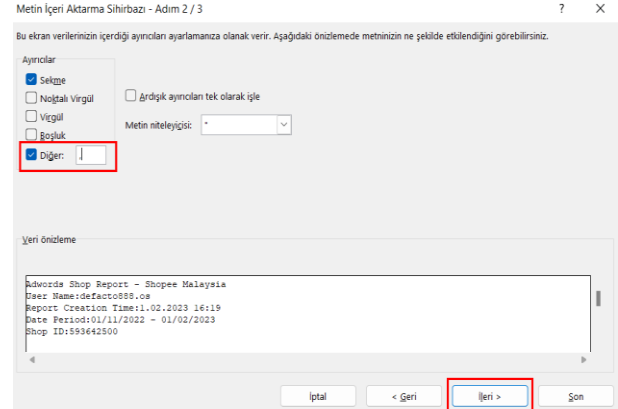 Metin İçeri Aktarma Sihirbazı - Adım 2 / 3 ? X
Bu ekran verilerinizin içerdiği ayırıcıları ayarlamanıza olanak verir. Aşağıdaki önizlemede metninizin ne şekilde etkilendiğini görebilirsiniz.
Ayırıcılar
Sekme
Noktalı Virgül
Virgül
Boşluk
Diğer: ,
Ardışık ayırıcıları tek olarak işle
Metin niteleyicisi: "
Veri önizleme
Adwords Shop Report - Shopee Malaysia
User Name:defacto888.os
Report Creation Time:1.02.2023 16:19
Date Period:01/11/2022 - 01/02/2023
Shop ID:593642500
İptal < Geri İleri > Son